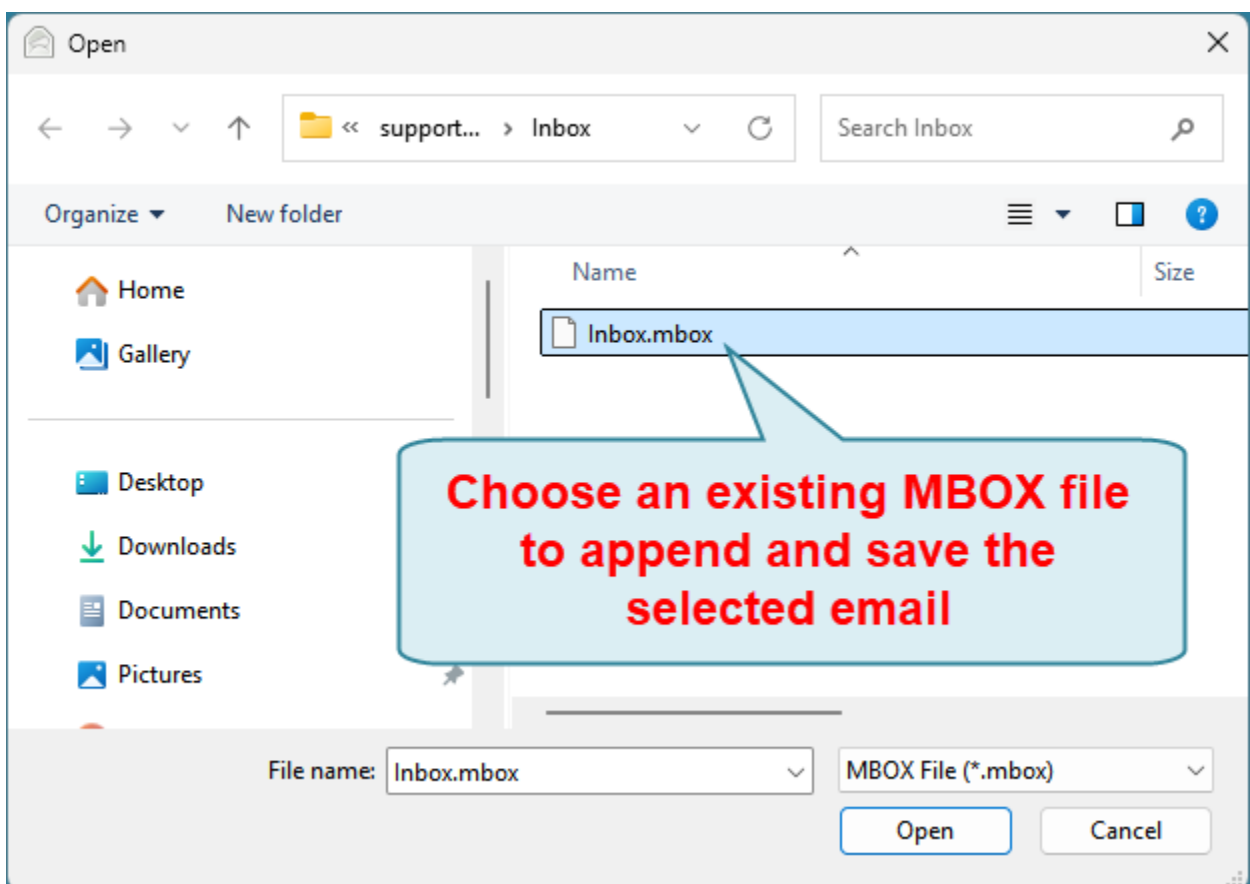 Open
support... Inbox
Search Inbox
Organize New folder
Name Size
Home
Gallery
Inbox.mbox
Desktop
Downloads
Documents
Pictures
Choose an existing MBOX file
to append and save the
selected email
File name: Inbox.mbox MBOX File (*.mbox)
Open Cancel